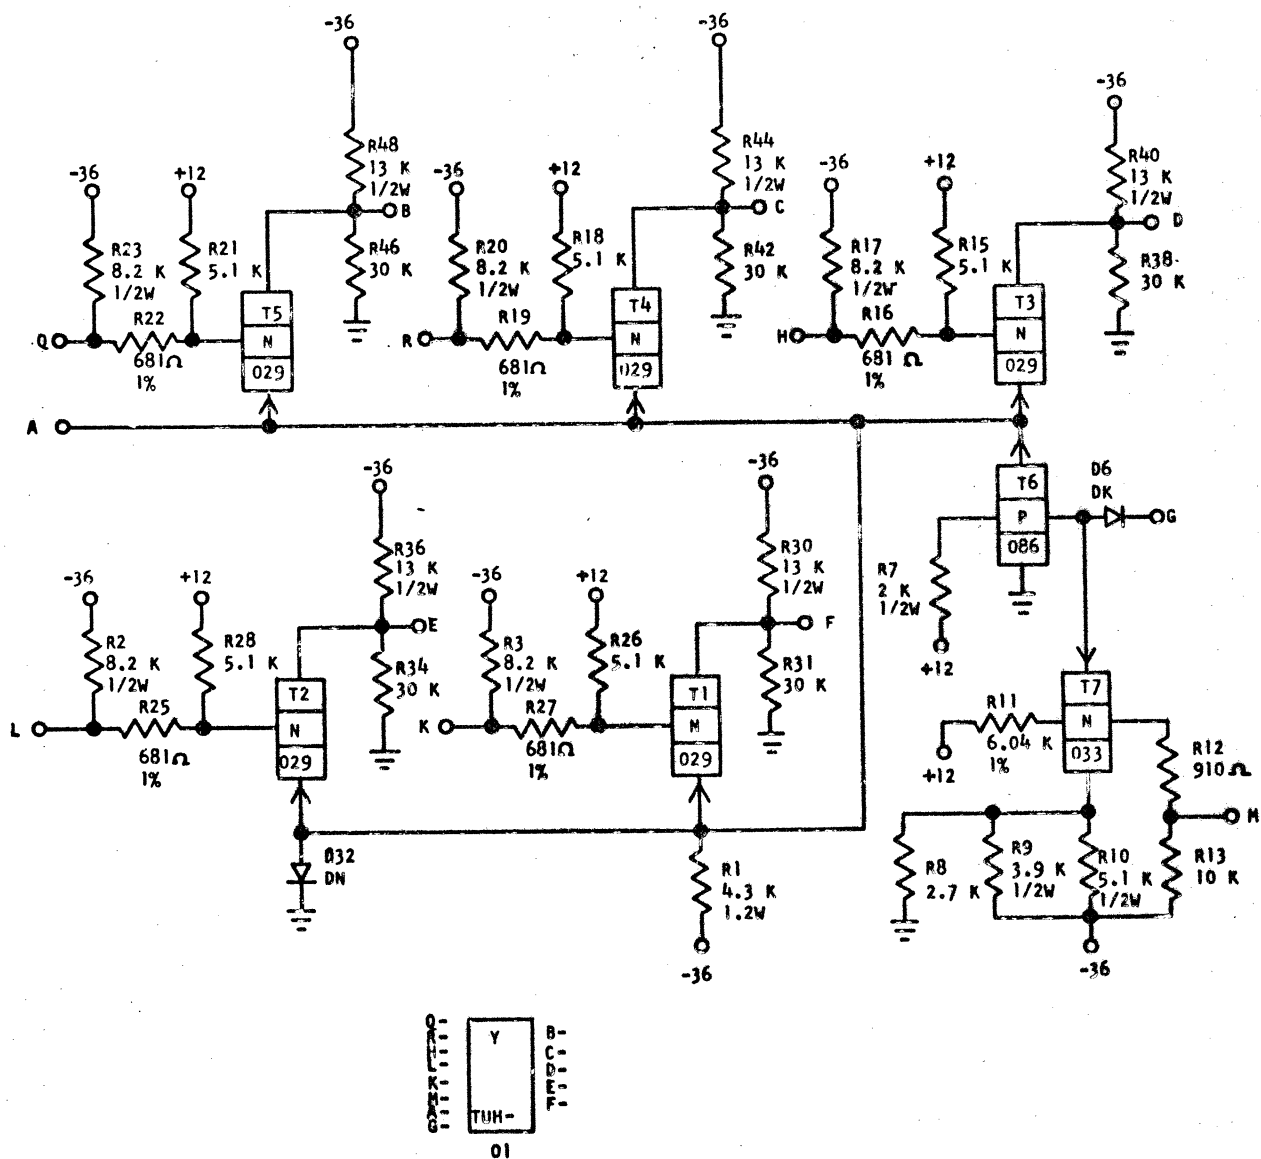 -36
-36
-36
R48
13 K
1/2W
R44
13 K
1/2W
R40
13 K
1/2W
-36
+12
B
-36
+12
C
-36
+12
D
R23
8.2 K
1/2W
R21
5.1 K
R46
30 K
R20
8.2 K
1/2W
R18
5.1 K
R42
30 K
R17
8.2 K
1/2W
R15
5.1 K
R38
30 K
T5
N
029
T4
N
029
T3
N
029
Q
R22
681Ω
1%
R
R19
681Ω
1%
H
R16
681 Ω
1%
A
-36
-36
T6
P
086
D6
DK
G
R36
13 K
1/2W
R30
13 K
1/2W
R7
2 K
1/2W
+12
-36
+12
E
-36
+12
F
R2
8.2 K
1/2W
R28
5.1 K
R34
30 K
R3
8.2 K
1/2W
R26
5.1 K
R31
30 K
T2
N
029
T1
M
029
T7
N
033
L
R25
681Ω
1%
K
R27
681Ω
1%
R11
6.04 K
1%
+12
R12
910Ω
M
D32
DN
R1
4.3 K
1.2W
-36
R8
2.7 K
R9
3.9 K
1/2W
R10
5.1 K
1/2W
R13
10 K
-36
Q-
H-
L-
K-
M-
A-
G-
Y
TUH-
B-
C-
D-
E-
F-
01